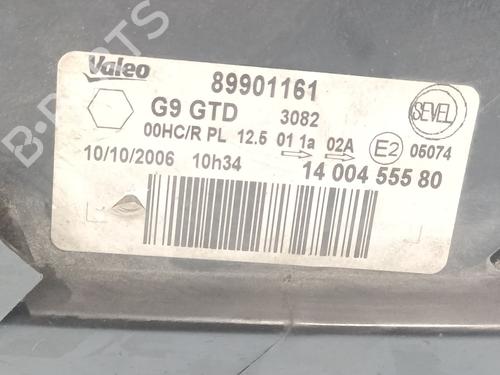 Valeo
89901161
SEVEL
G9 GTD 3082
00HC/R PL 12.5 01 1a 02A E2 05074
10/10/2006 10h34 14 004 555 80